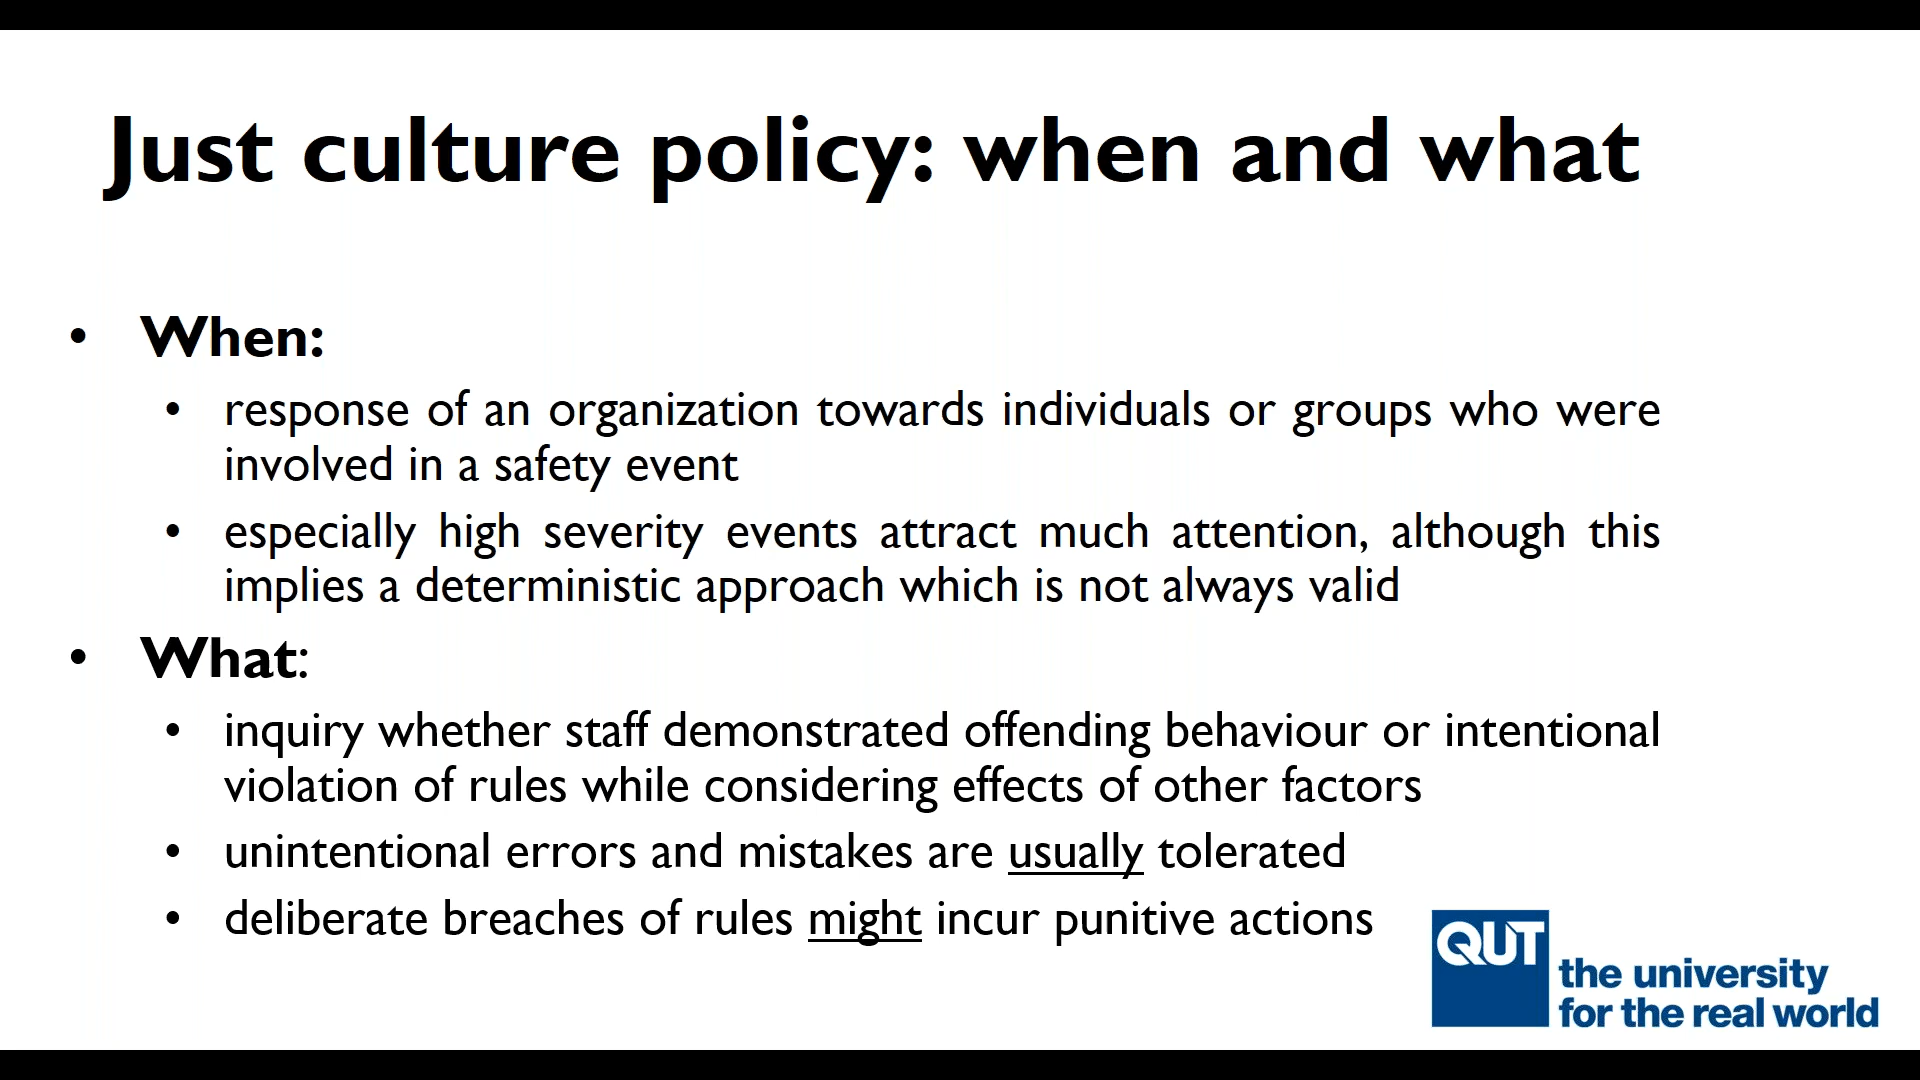 Just culture policy: when and what
• When:
• response of an organization towards individuals or groups who were
involved in a safety event
• especially high severity events attract much attention, although this
implies a deterministic approach which is not always valid
• What:
• inquiry whether staff demonstrated offending behaviour or intentional
violation of rules while considering effects of other factors
• unintentional errors and mistakes are usually tolerated
• deliberate breaches of rules might incur punitive actions
QUT
the university
for the real world